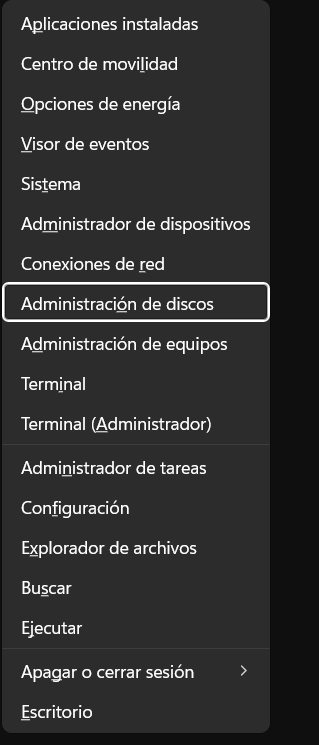 Aplicaciones instaladas
Centro de movilidad
Opciones de energía
Visor de eventos
Sistema
Administrador de dispositivos
Conexiones de red
Administración de discos
Administración de equipos
Terminal
Terminal (Administrador)
Administrador de tareas
Configuración
Explorador de archivos
Buscar
Ejecutar
Apagar o cerrar sesión
Escritorio